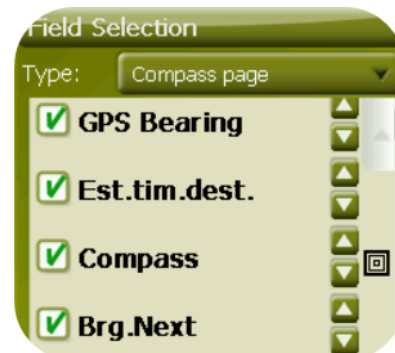 Field Selection
Type: Compass page
GPS Bearing
Est.tim.dest.
Compass
Brg.Next